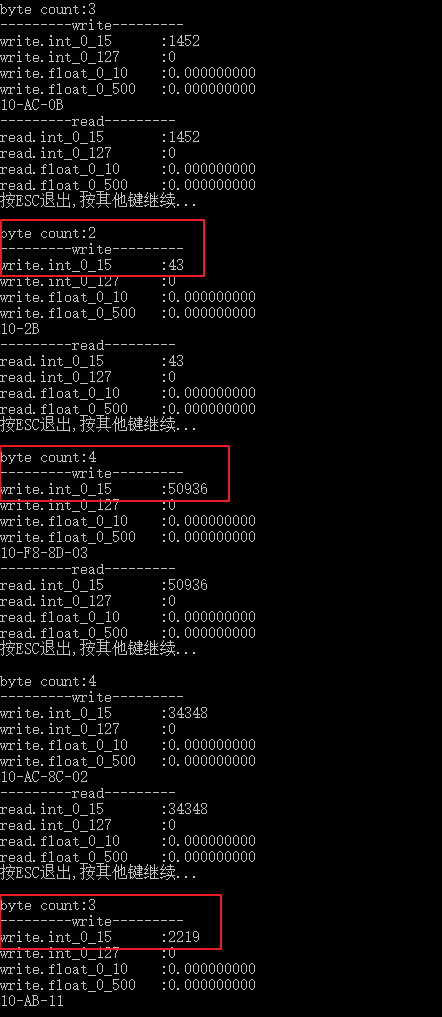 byte count:3
---------write---------
write.int_0_15      :1452
write.int_0_127     :0
write.float_0_10    :0.000000000
write.float_0_500   :0.000000000
10-AC-0B
---------read---------
read.int_0_15       :1452
read.int_0_127      :0
read.float_0_10     :0.000000000
read.float_0_500    :0.000000000
按ESC退出,按其他键继续...
byte count:2
---------write---------
write.int_0_15      :43
write.int_0_127     :0
write.float_0_10    :0.000000000
write.float_0_500   :0.000000000
10-2B
---------read---------
read.int_0_15       :43
read.int_0_127      :0
read.float_0_10     :0.000000000
read.float_0_500    :0.000000000
按ESC退出,按其他键继续...
byte count:4
---------write---------
write.int_0_15      :50936
write.int_0_127     :0
write.float_0_10    :0.000000000
write.float_0_500   :0.000000000
10-F8-8D-03
---------read---------
read.int_0_15       :50936
read.int_0_127      :0
read.float_0_10     :0.000000000
read.float_0_500    :0.000000000
按ESC退出,按其他键继续...
byte count:4
---------write---------
write.int_0_15      :34348
write.int_0_127     :0
write.float_0_10    :0.000000000
write.float_0_500   :0.000000000
10-AC-8C-02
---------read---------
read.int_0_15       :34348
read.int_0_127      :0
read.float_0_10     :0.000000000
read.float_0_500    :0.000000000
按ESC退出,按其他键继续...
byte count:3
---------write---------
write.int_0_15      :2219
write.int_0_127     :0
write.float_0_10    :0.000000000
write.float_0_500   :0.000000000
10-AB-11